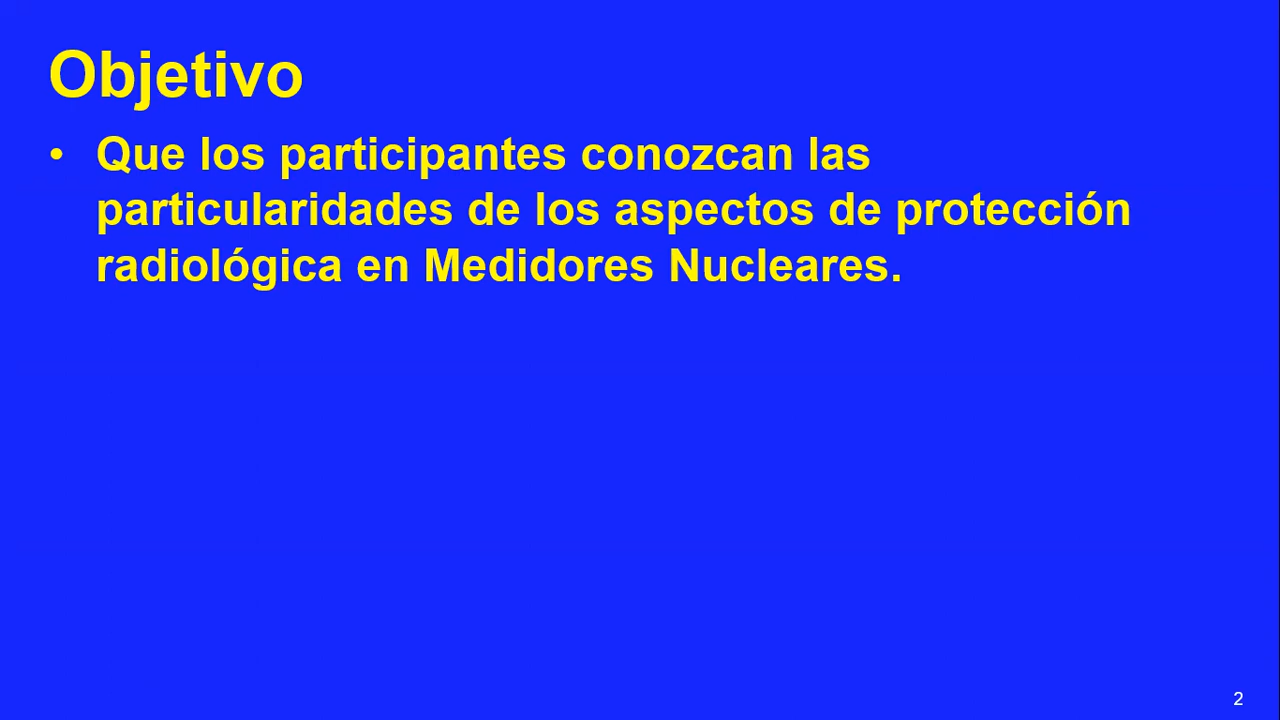 Objetivo
• Que los participantes conozcan las
particularidades de los aspectos de protección
radiológica en Medidores Nucleares.
2